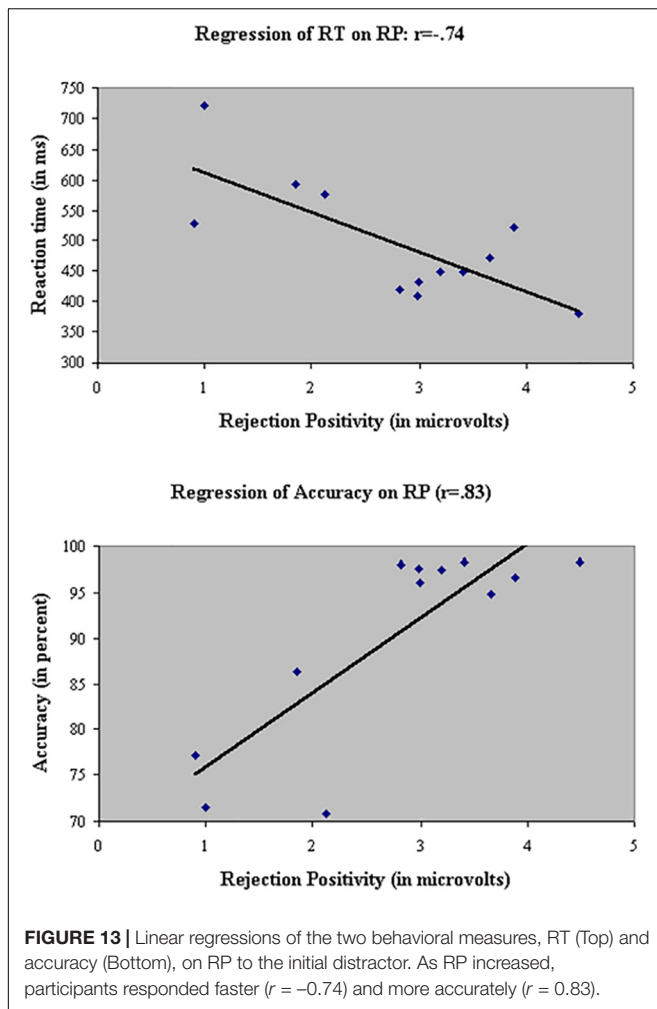 Regression of RT on RP: r=-.74
750
700
650
600
550
500
450
400
350
300
Reaction time (in ms)
0 1 2 3 4 5
Rejection Positivity (in microvolts)
Regression of Accuracy on RP (r=.83)
100
95
90
85
80
75
70
Accuracy (in percent)
0 1 2 3 4 5
Rejection Positivity (in microvolts)
FIGURE 13 | Linear regressions of the two behavioral measures, RT (Top) and
accuracy (Bottom), on RP to the initial distractor. As RP increased,
participants responded faster (r = –0.74) and more accurately (r = 0.83).